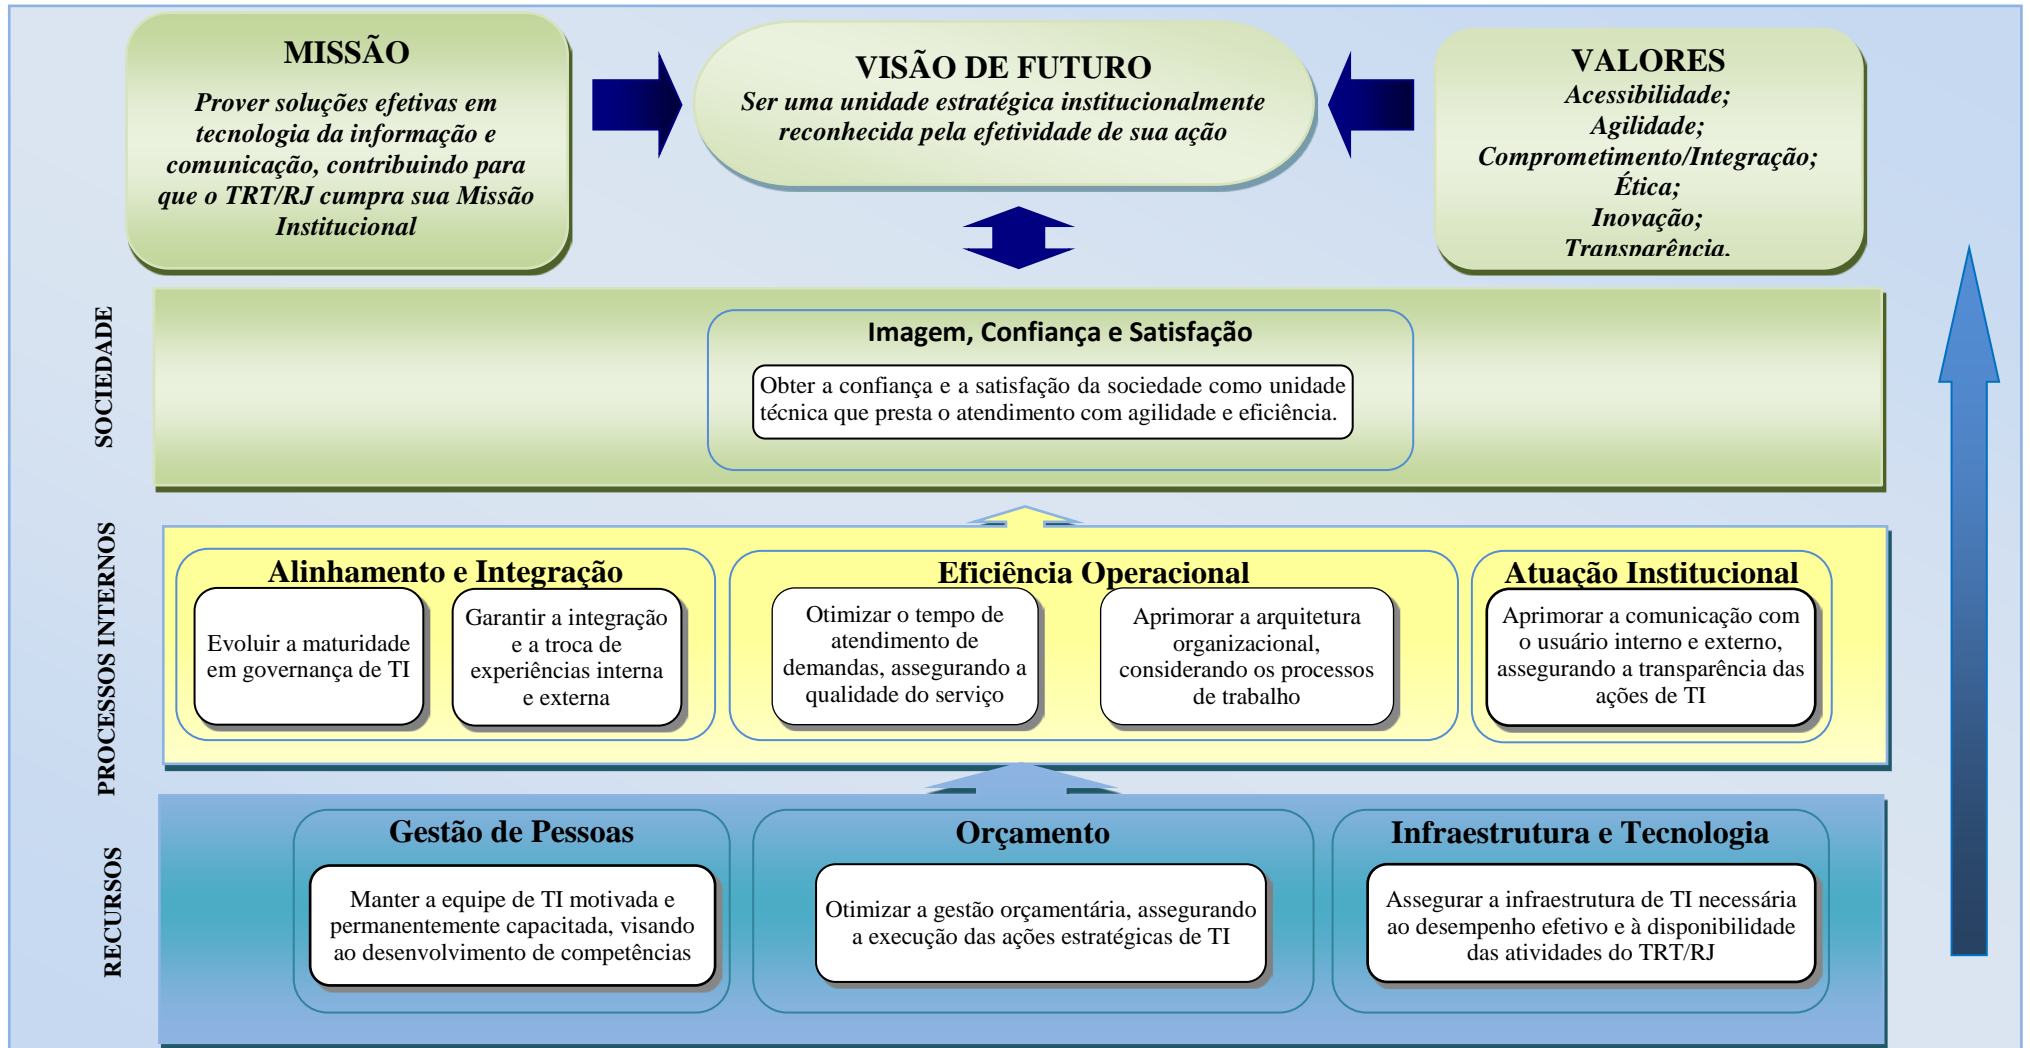 MISSÃO
Prover soluções efetivas em
tecnologia da informação e
comunicação, contribuindo para
que o TRT/RJ cumpra sua Missão
Institucional
VISÃO DE FUTURO
Ser uma unidade estratégica institucionalmente
reconhecida pela efetividade de sua ação
VALORES
Acessibilidade;
Agilidade;
Comprometimento/Integração;
Ética;
Inovação;
Transparência.
SOCIEDADE
Imagem, Confiança e Satisfação
Obter a confiança e a satisfação da sociedade como unidade
técnica que presta o atendimento com agilidade e eficiência.
PROCESSOS INTERNOS
Alinhamento e Integração
Evoluir a maturidade
em governança de TI
Garantir a integração
e a troca de
experiências interna
e externa
Eficiência Operacional
Otimizar o tempo de
atendimento de
demandas, assegurando a
qualidade do serviço
Aprimorar a arquitetura
organizacional,
considerando os processos
de trabalho
Atuação Institucional
Aprimorar a comunicação com
o usuário interno e externo,
assegurando a transparência das
ações de TI
RECURSOS
Gestão de Pessoas
Manter a equipe de TI motivada e
permanentemente capacitada, visando
ao desenvolvimento de competências
Orçamento
Otimizar a gestão orçamentária, assegurando
a execução das ações estratégicas de TI
Infraestrutura e Tecnologia
Assegurar a infraestrutura de TI necessária
ao desempenho efetivo e à disponibilidade
das atividades do TRT/RJ